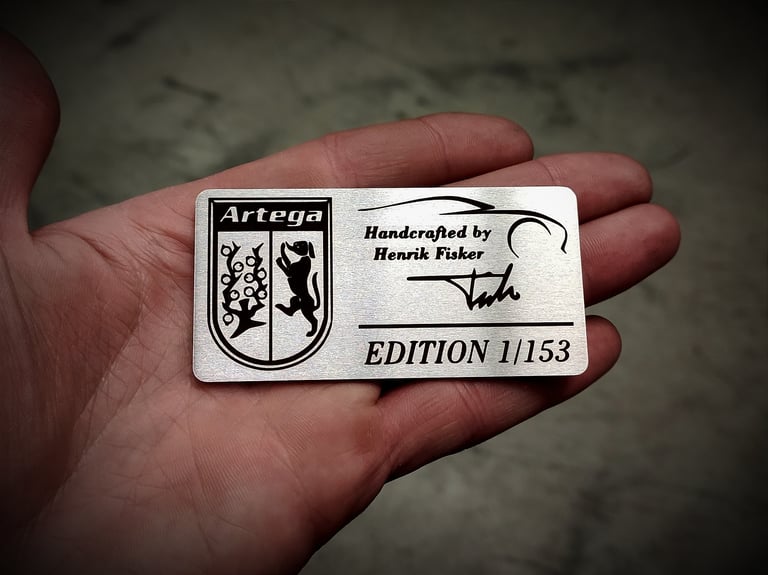 Artega
Handcrafted by
Henrik Fisker
EDITION 1/153